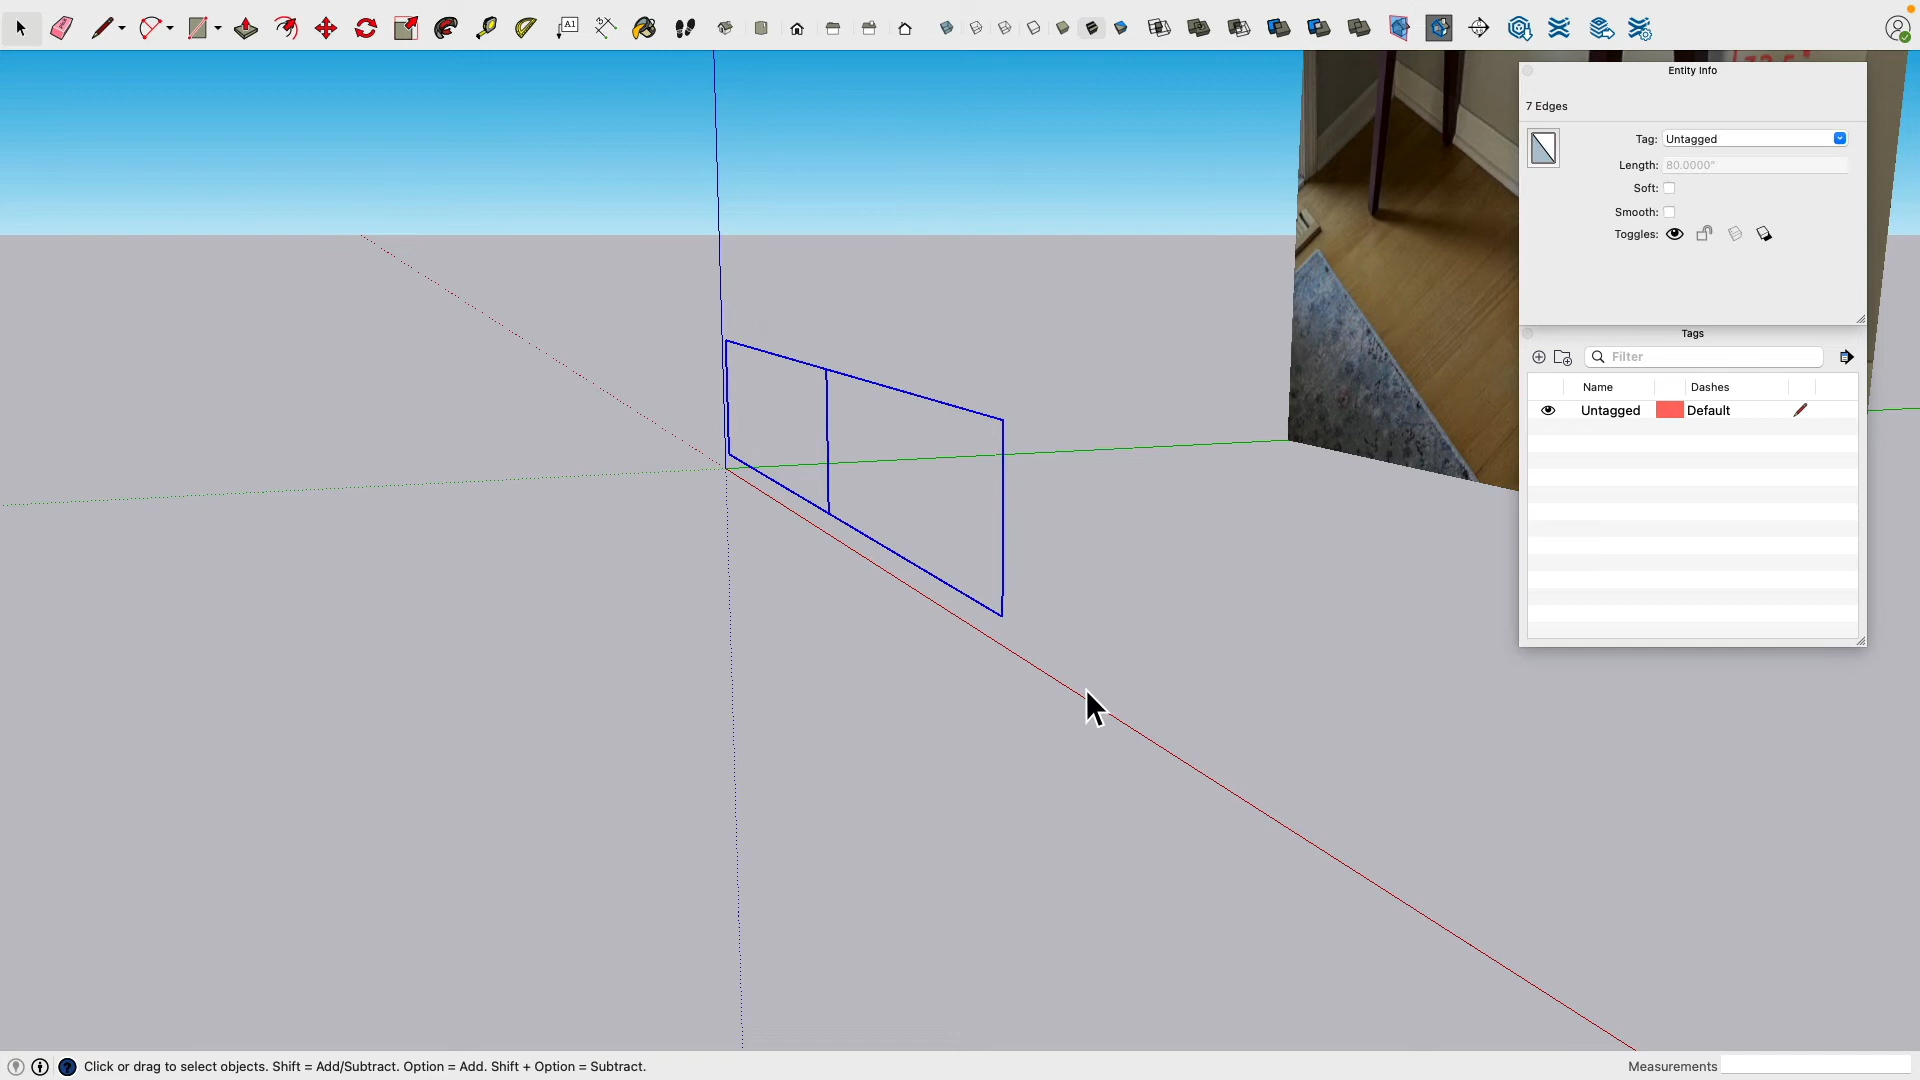 A1
Entity Info
7 Edges
Tag: Untagged
Length: 80.0000"
Soft:
Smooth:
Toggles:
Tags
Filter
Name Dashes
Untagged Default
Click or drag to select objects. Shift = Add/Subtract. Option = Add. Shift + Option = Subtract.
Measurements